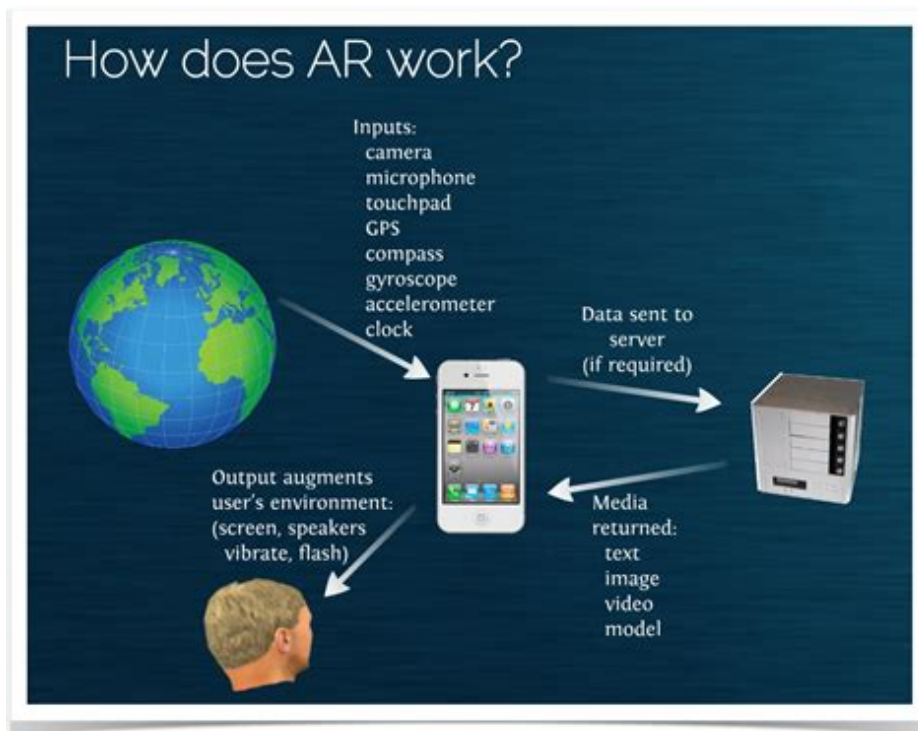 How does AR work?
Inputs:
camera
microphone
touchpad
GPS
compass
gyroscope
accelerometer
clock
Data sent to
server
(if required)
Output augments
user's environment:
(screen, speakers
vibrate, flash)
Media
returned:
text
image
video
model